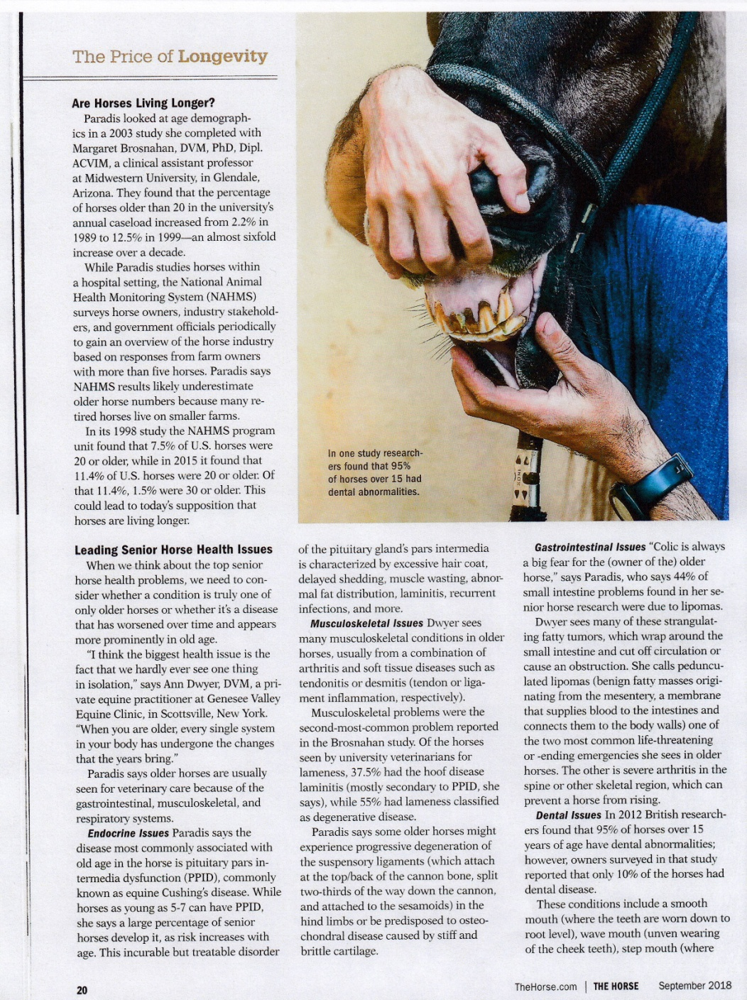 The Price of Longevity
Are Horses Living Longer?
Paradis looked at age demograph-
ics in a 2003 study she completed with
Margaret Brosnahan, DVM, PhD, Dipl.
ACVIM, a clinical assistant professor
at Midwestern University, in Glendale,
Arizona. They found that the percentage
of horses older than 20 in the university's
annual caseload increased from 2.2% in
1989 to 12.5% in 1999—an almost sixfold
increase over a decade.
While Paradis studies horses within
a hospital setting, the National Animal
Health Monitoring System (NAHMS)
surveys horse owners, industry stakehold-
ers, and government officials periodically
to gain an overview of the horse industry
based on responses from farm owners
with more than five horses. Paradis says
NAHMS results likely underestimate
older horse numbers because many re-
tired horses live on smaller farms.
In its 1998 study the NAHMS program
unit found that 7.5% of U.S. horses were
20 or older, while in 2015 it found that
11.4% of U.S. horses were 20 or older. Of
that 11.4%, 1.5% were 30 or older. This
could lead to today's supposition that
horses are living longer.
In one study research-
ers found that 95%
of horses over 15 had
dental abnormalities.
Leading Senior Horse Health Issues
When we think about the top senior
horse health problems, we need to con-
sider whether a condition is truly one of
only older horses or whether it's a disease
that has worsened over time and appears
more prominently in old age.
"I think the biggest health issue is the
fact that we hardly ever see one thing
in isolation," says Ann Dwyer, DVM, a pri-
vate equine practitioner at Genesee Valley
Equine Clinic, in Scottsville, New York.
"When you are older, every single system
in your body has undergone the changes
that the years bring."
Paradis says older horses are usually
seen for veterinary care because of the
gastrointestinal, musculoskeletal, and
respiratory systems.
Endocrine Issues Paradis says the
disease most commonly associated with
old age in the horse is pituitary pars in-
termedia dysfunction (PPID), commonly
known as equine Cushing's disease. While
horses as young as 5-7 can have PPID,
she says a large percentage of senior
horses develop it, as risk increases with
age. This incurable but treatable disorder
of the pituitary gland's pars intermedia
is characterized by excessive hair coat,
delayed shedding, muscle wasting, abnor-
mal fat distribution, laminitis, recurrent
infections, and more.
Musculoskeletal Issues Dwyer sees
many musculoskeletal conditions in older
horses, usually from a combination of
arthritis and soft tissue diseases such as
tendonitis or desmitis (tendon or liga-
ment inflammation, respectively).
Musculoskeletal problems were the
second-most-common problem reported
in the Brosnahan study. Of the horses
seen by university veterinarians for
lameness, 37.5% had the hoof disease
laminitis (mostly secondary to PPID, she
says), while 55% had lameness classified
as degenerative disease.
Paradis says some older horses might
experience progressive degeneration of
the suspensory ligaments (which attach
at the top/back of the cannon bone, split
two-thirds of the way down the cannon,
and attached to the sesamoids) in the
hind limbs or be predisposed to osteo-
chondral disease caused by stiff and
brittle cartilage.
Gastrointestinal Issues "Colic is always
a big fear for the (owner of the) older
horse," says Paradis, who says 44% of
small intestine problems found in her se-
nior horse research were due to lipomas.
Dwyer sees many of these strangulat-
ing fatty tumors, which wrap around the
small intestine and cut off circulation or
cause an obstruction. She calls peduncu-
lated lipomas (benign fatty masses origi-
nating from the mesentery, a membrane
that supplies blood to the intestines and
connects them to the body walls) one of
the two most common life-threatening
or -ending emergencies she sees in older
horses. The other is severe arthritis in the
spine or other skeletal region, which can
prevent a horse from rising.
Dental Issues In 2012 British research-
ers found that 95% of horses over 15
years of age have dental abnormalities;
however, owners surveyed in that study
reported that only 10% of the horses had
dental disease.
These conditions include a smooth
mouth (where the teeth are worn down to
root level), wave mouth (unven wearing
of the cheek teeth), step mouth (where
20
TheHorse.com | THE HORSE September 2018